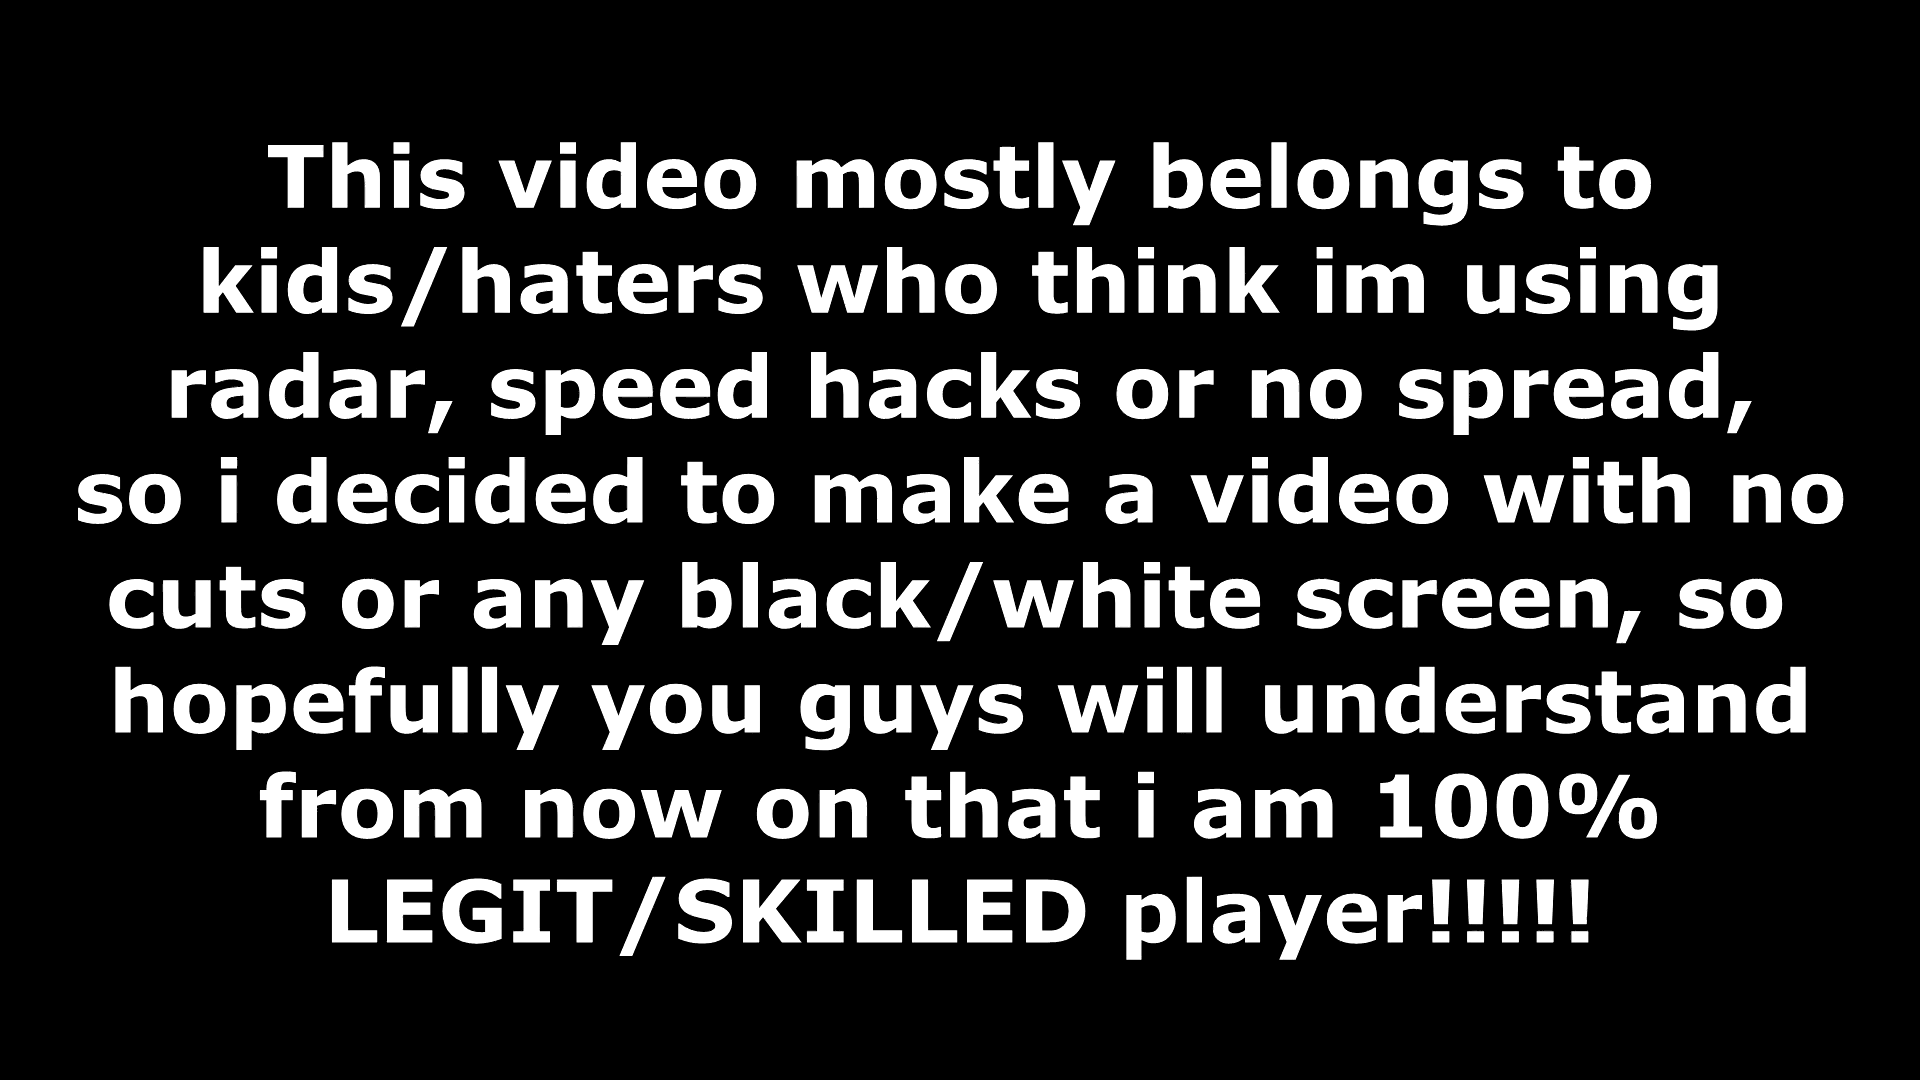 This video mostly belongs to
kids/haters who think im using
radar, speed hacks or no spread,
so i decided to make a video with no
cuts or any black/white screen, so
hopefully you guys will understand
from now on that i am 100%
LEGIT/SKILLED player!!!!!